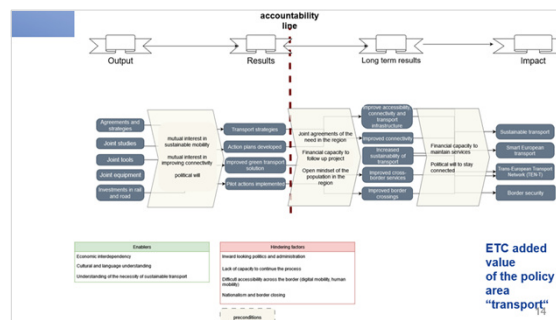 accountability
line
Output
Results
Long term results
Impact
Agreements and
strategies
Joint studies
Joint tools
Joint equipment
Investments in rail
and road
mutual interest in
sustainable mobility
mutual interest in
improving connectivity
political will
Transport strategies
Action plans developed
Improved green transport
solution
Pilot actions implemented
Joint agreements of the
need in the region
Financial capacity to
follow up project
Open mindset of the
population in the
region
Improve accessibility,
connectivity and
transport
infrastructure
Improved connectivity
Increased
sustainability of
transport
Improved cross-
border services
Improved border
crossings
Financial capacity to
maintain services
Political will to stay
connected
Sustainable transport
Smart European
transport
Trans-European Transport
Network (TEN-T)
Border security
Enablers
Economic interdependency
Cultural and language understanding
Understanding of the necessity of sustainable transport
Hindering factors
Inward looking politics and administration
Lack of capacity to continue the process
Difficult accessibility across the border (digital mobility, human
mobility)
Nationalism and border closing
preconditions
ETC added
value
of the policy
area
"transport"
14